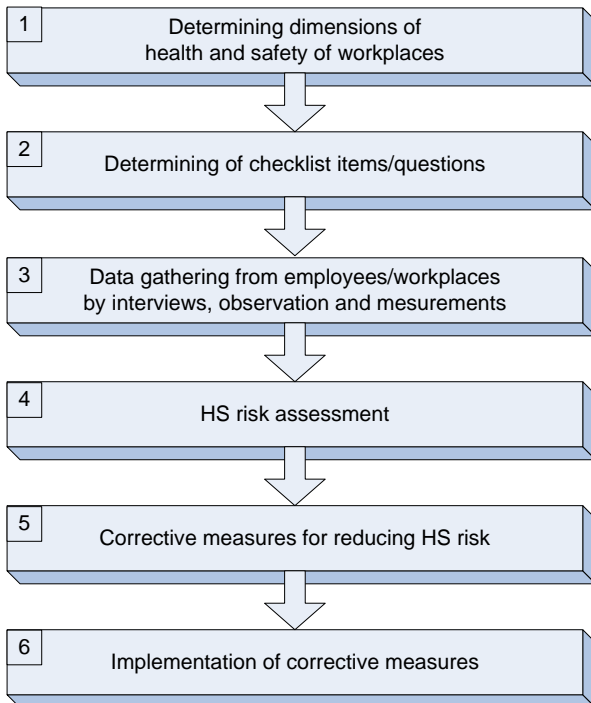 1
Determining dimensions of
health and safety of workplaces
2
Determining of checklist items/questions
3
Data gathering from employees/workplaces
by interviews, observation and mesurements
4
HS risk assessment
5
Corrective measures for reducing HS risk
6
Implementation of corrective measures